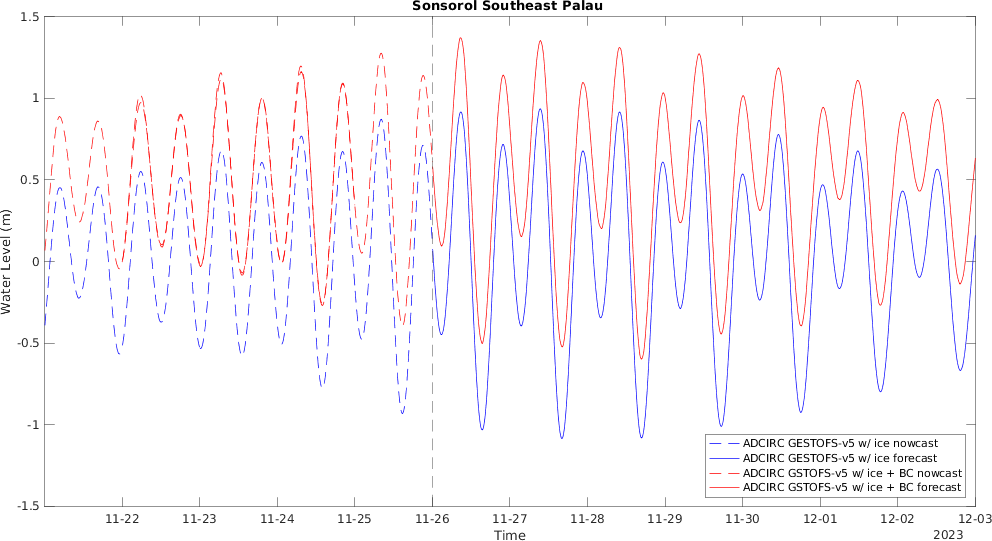 Sonsorol Southeast Palau
1.5
1
0.5
0
-0.5
-1
-1.5
Water Level (m)
ADCIRC GESTOFS-v5 w/ ice nowcast
ADCIRC GESTOFS-v5 w/ ice forecast
ADCIRC GSTOFS-v5 w/ ice + BC nowcast
ADCIRC GSTOFS-v5 w/ ice + BC forecast
11-22 11-23 11-24 11-25 11-26 11-27 11-28 11-29 11-30 12-01 12-02 12-03
Time
2023